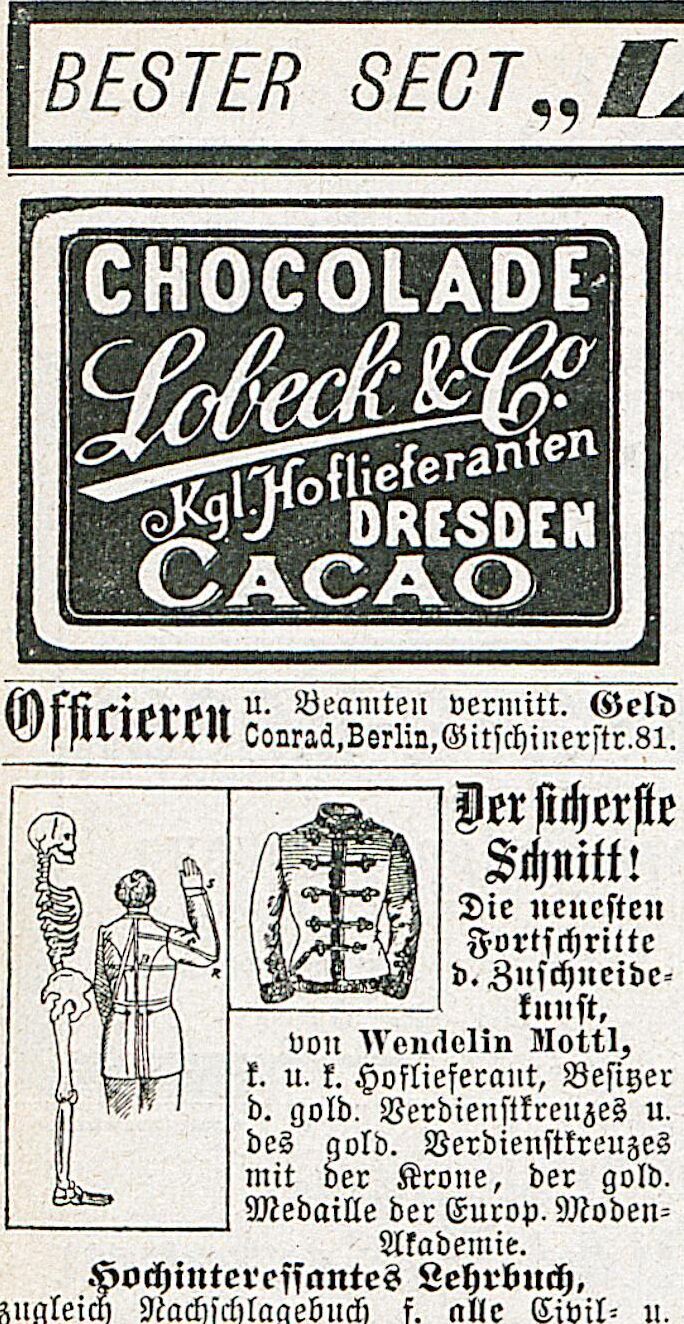 BESTER SECT „
CHOCOLADE
Lobeck & Co.
Kgl. Hoflieferanten
DRESDEN
CACAO
Officieren u. Beamten vermitt. Geld
Conrad, Berlin, Gitschinerstr. 81.
Der sicherste
Schnitt!
Die neuesten
Fortschritte
d. Zuschneide-
kunst,
von Wendelin Mottl,
k. u. k. Hoflieferant, Besitzer
d. gold. Verdienstkreuzes u.
des gold. Verdienstkreuzes
mit der Krone, der gold.
Medaille der Europ. Moden-
Akademie.
Hochinteressantes Lehrbuch,
zugleich Nachschlagebuch f. alle Civil- u.